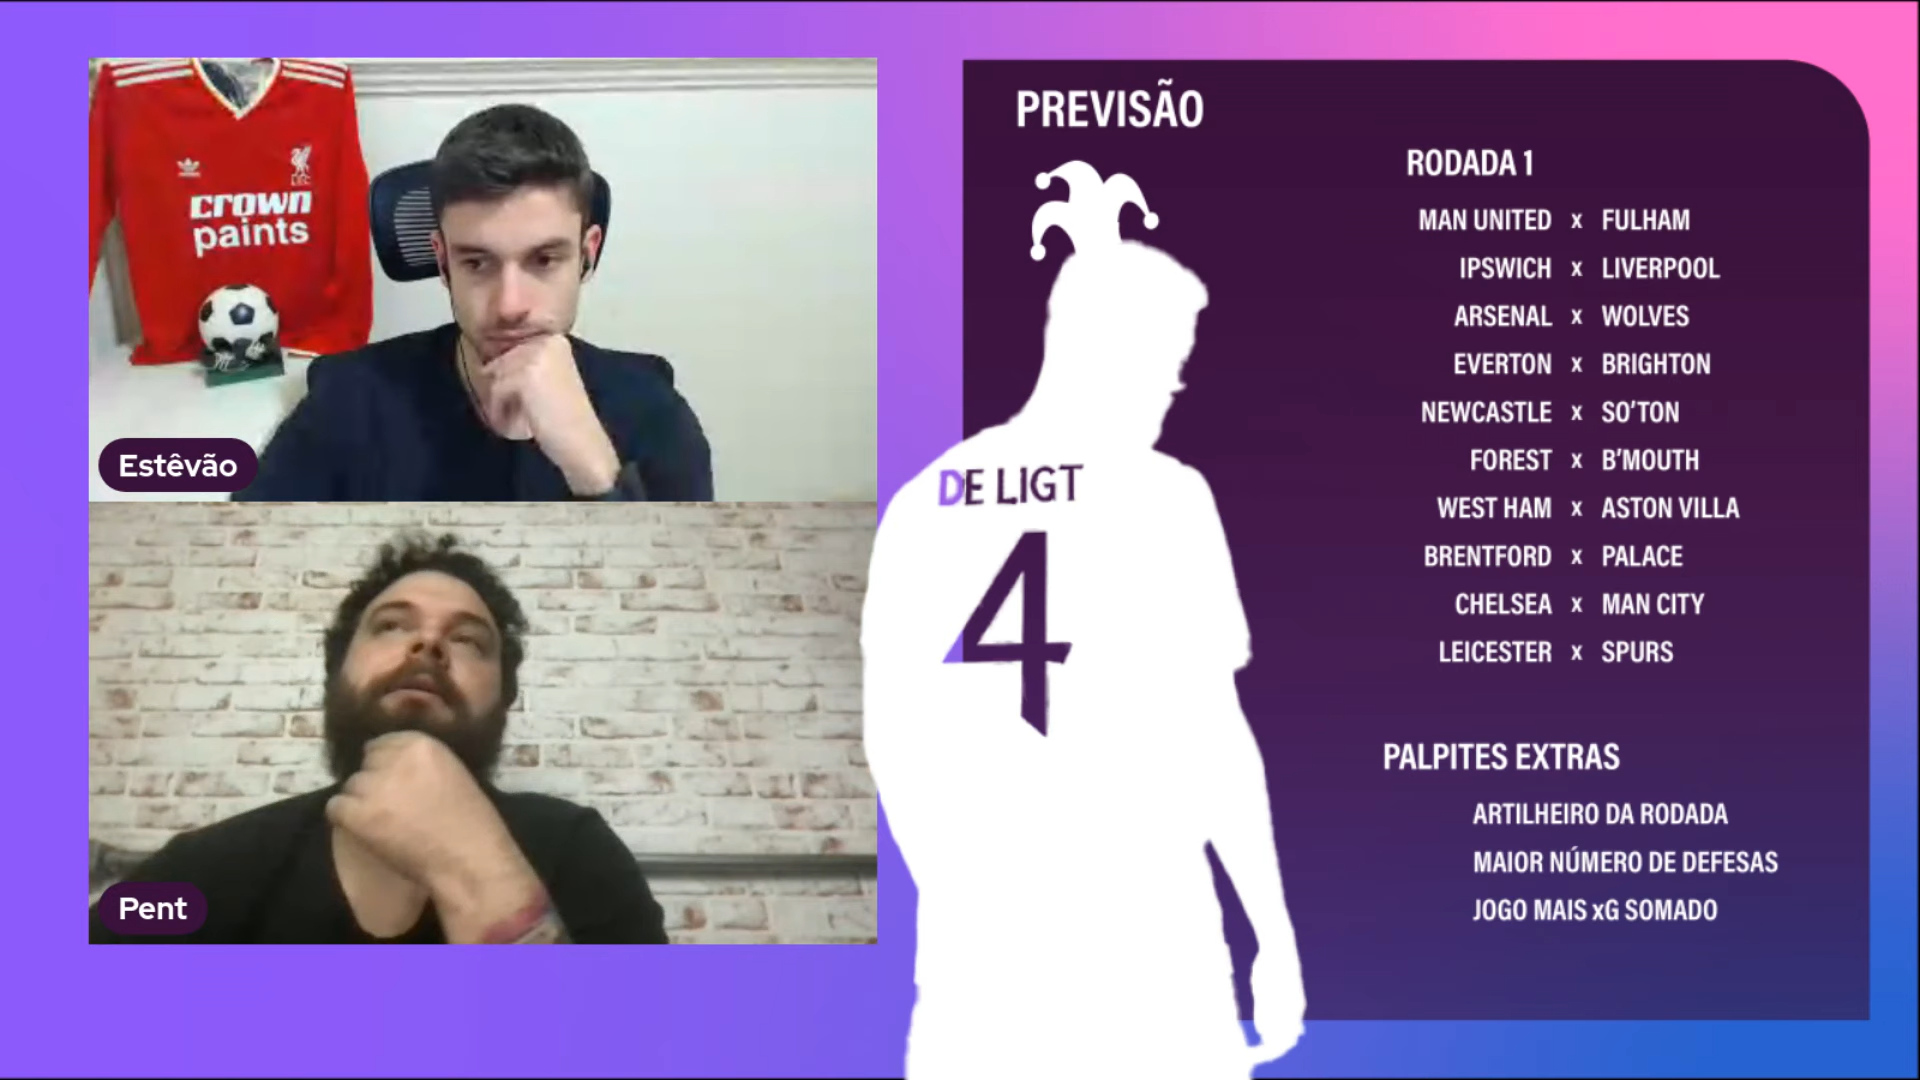 crown
paints
Estêvão
Pent
PREVISÃO
DE LIGT
4
RODADA 1
MAN UNITED x FULHAM
IPSWICH x LIVERPOOL
ARSENAL x WOLVES
EVERTON x BRIGHTON
NEWCASTLE x SO'TON
FOREST x B'MOUTH
WEST HAM x ASTON VILLA
BRENTFORD x PALACE
CHELSEA x MAN CITY
LEICESTER x SPURS
PALPITES EXTRAS
ARTILHEIRO DA RODADA
MAIOR NÚMERO DE DEFESAS
JOGO MAIS xG SOMADO